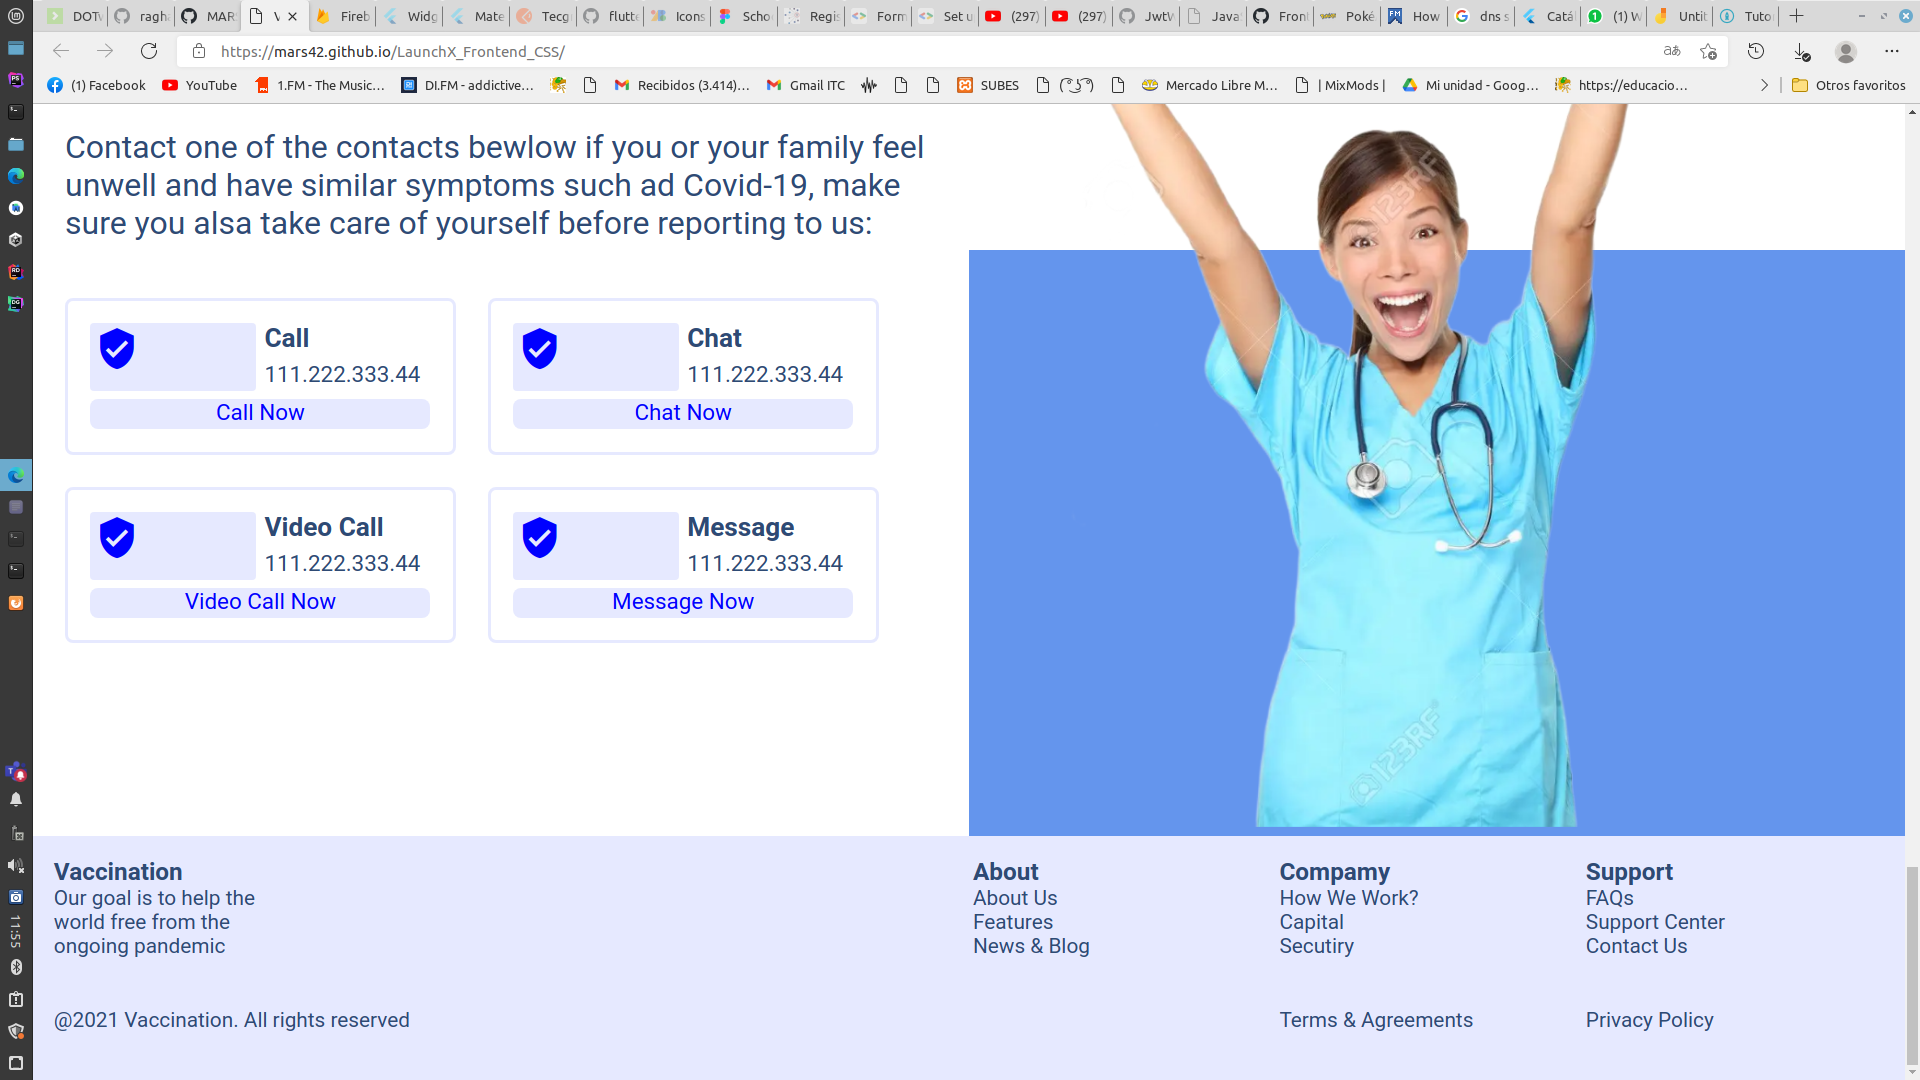 DOTV
ragha
MAR
V
Fireb
Widg
Mate
Tecg
flutte
Icons
Scho
Regis
Form
Set u
(297)
(297)
JwtW
Java
Front
Poké
How
dns s
Catá
(1) W
Untit
Tuto
https://mars42.github.io/LaunchX_Frontend_CSS/
(1) Facebook
YouTube
1.FM - The Music...
DI.FM - addictive...
Recibidos (3.414)...
Gmail ITC
SUBES
( ͡° ͜ʖ ͡°)
Mercado Libre M...
| MixMods |
Mi unidad - Goog...
https://educacio...
Otros favoritos
Contact one of the contacts bewlow if you or your family feel
unwell and have similar symptoms such ad Covid-19, make
sure you alsa take care of yourself before reporting to us:
Call
111.222.333.44
Call Now
Chat
111.222.333.44
Chat Now
Video Call
111.222.333.44
Video Call Now
Message
111.222.333.44
Message Now
123RF
@123RF
Vaccination
Our goal is to help the
world free from the
ongoing pandemic
About
About Us
Features
News & Blog
Compamy
How We Work?
Capital
Secutiry
Support
FAQs
Support Center
Contact Us
@2021 Vaccination. All rights reserved
Terms & Agreements
Privacy Policy
11:55